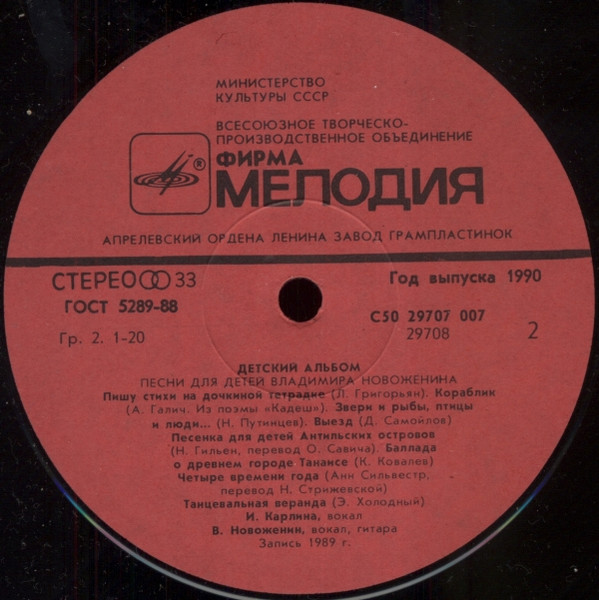 МИНИСТЕРСТВО
КУЛЬТУРЫ СССР
ВСЕСОЮЗНОЕ ТВОРЧЕСКО-
ПРОИЗВОДСТВЕННОЕ ОБЪЕДИНЕНИЕ
®
ФИРМА
МЕЛОДИЯ
АПРЕЛЕВСКИЙ ОРДЕНА ЛЕНИНА ЗАВОД ГРАМПЛАСТИНОК
СТЕРЕО 33
Год выпуска 1990
ГОСТ 5289-88
С50 29707 007
Гр. 2. 1-20
29708
2
ДЕТСКИЙ АЛЬБОМ
ПЕСНИ ДЛЯ ДЕТЕЙ ВЛАДИМИРА НОВОЖЕНИНА
Пишу стихи на дочкиной тетрадке (Л. Григорьян). Кораблик
(А. Галич. Из поэмы «Кадеш»). Звери и рыбы, птицы
и люди... (Н. Путинцев). Выезд (Д. Самойлов)
Песенка для детей Антильских островов
(Н. Гильен, перевод О. Савича). Баллада
о древнем городе Танаисе (К. Ковалев)
Четыре времени года (Анн Сильвестр,
перевод Н. Стрижевской)
Танцевальная веранда (Э. Холодный)
И. Карлина, вокал
В. Новоженин, вокал, гитара
Запись 1989 г.